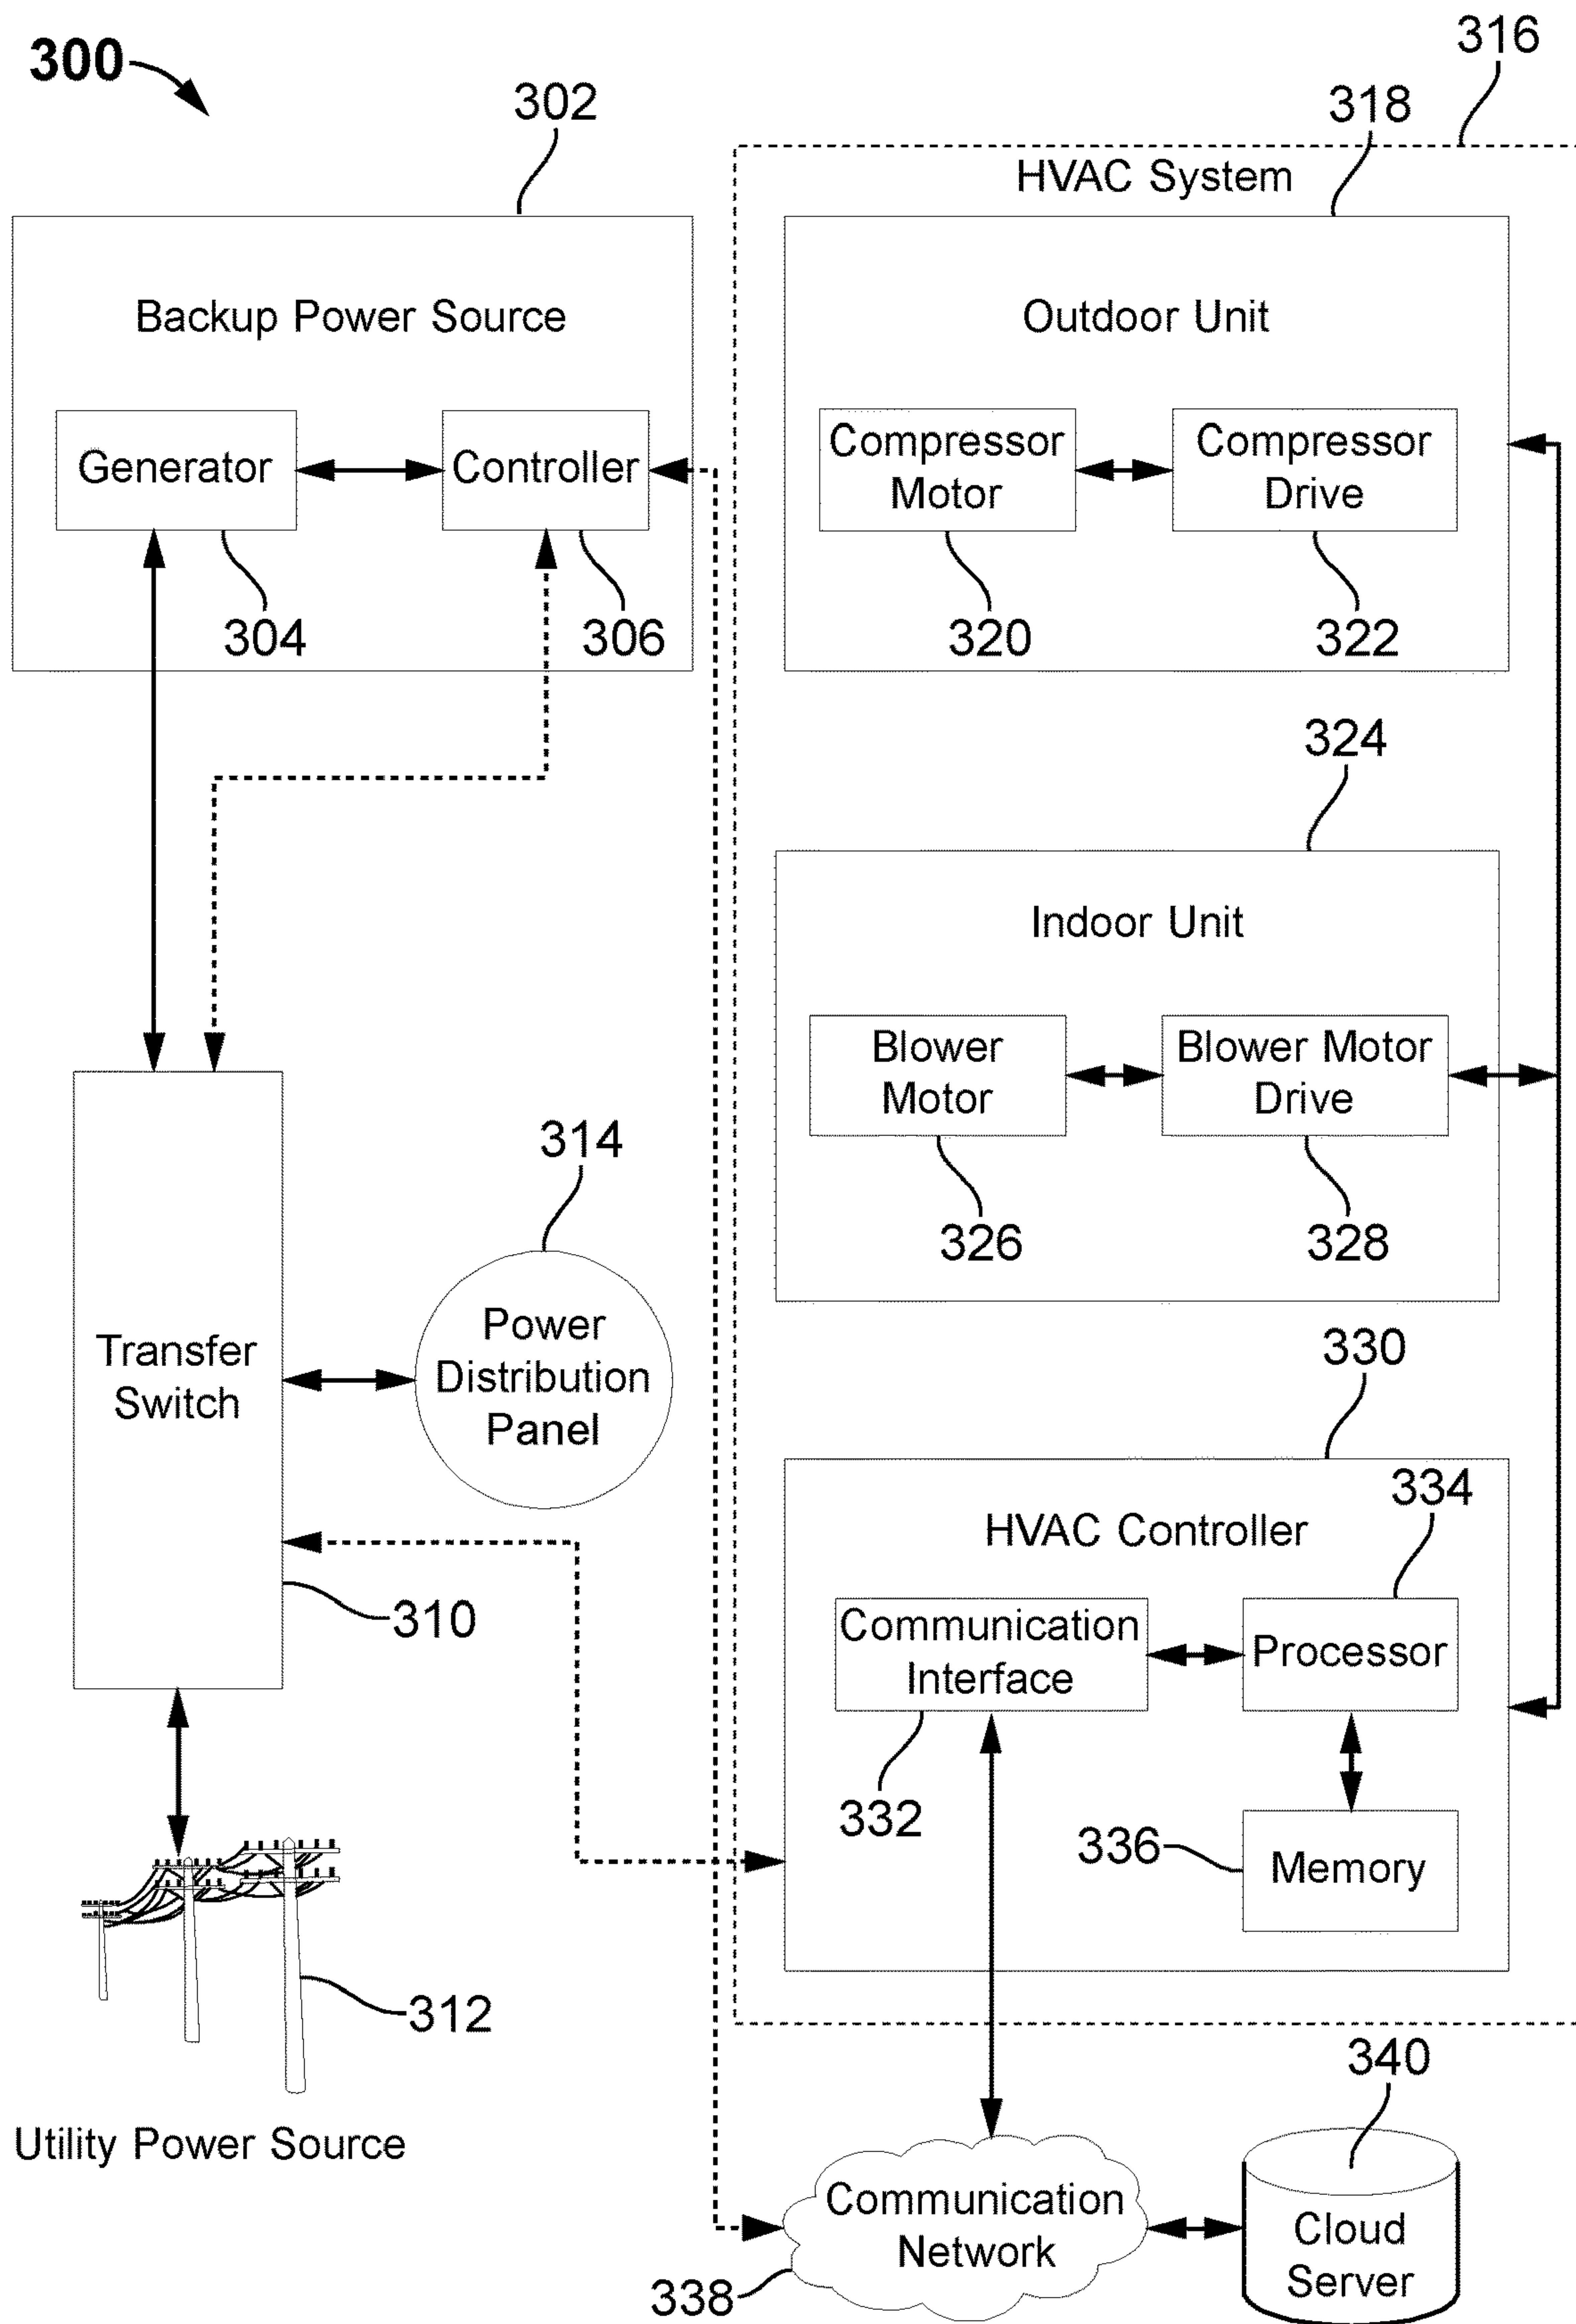 300
302
316
318
HVAC System
Backup Power Source
Outdoor Unit
Generator
Controller
Compressor
Motor
Compressor
Drive
304
306
320
322
324
Indoor Unit
Blower
Motor
Blower Motor
Drive
314
326
328
Power
Distribution
Panel
Transfer
Switch
330
334
HVAC Controller
310
Communication
Interface
Processor
332
336
Memory
312
340
Utility Power Source
Communication
Network
Cloud
Server
338